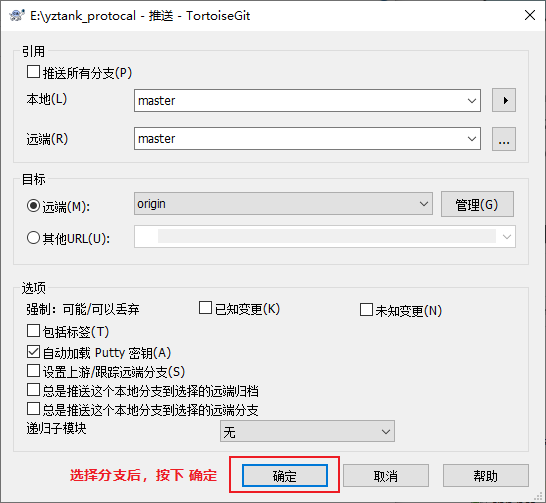 E:\yztank_protocal - 推送 - TortoiseGit
引用
推送所有分支(P)
本地(L) master
远端(R) master ...
目标
远端(M): origin 管理(G)
其他URL(U):
选项
强制：可能/可以丢弃 已知变更(K) 未知变更(N)
包括标签(T)
自动加载 Putty 密钥(A)
设置上游/跟踪远端分支(S)
总是推送这个本地分支到选择的远端归档
总是推送这个本地分支到选择的远端分支
递归子模块 无
选择分支后，按下 确定 确定 取消 帮助